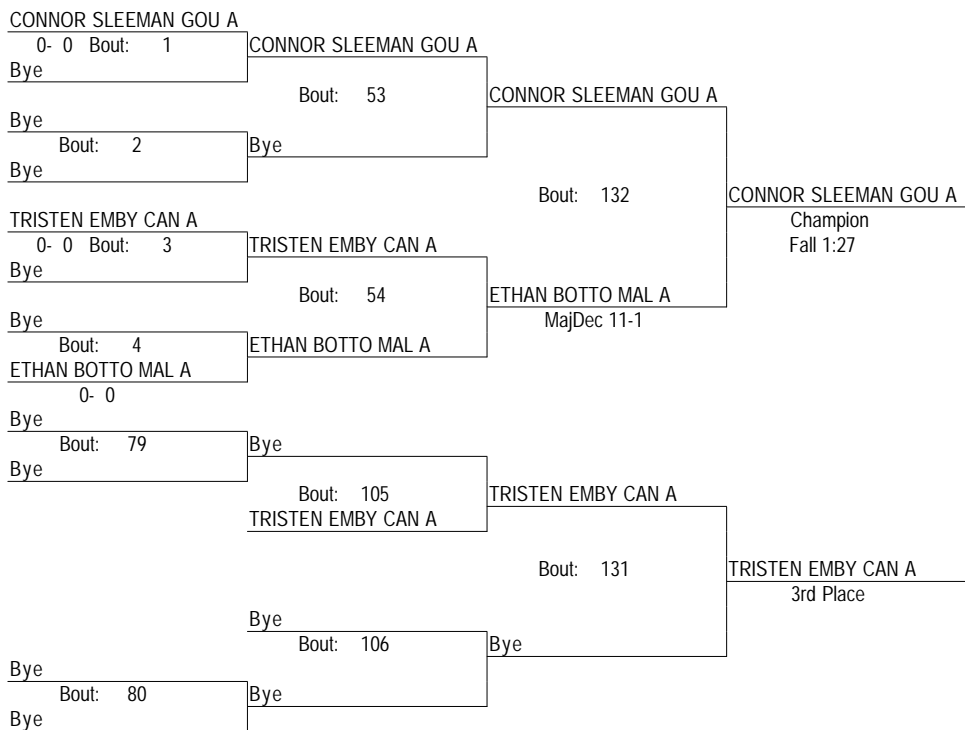 CONNOR SLEEMAN GOU A
0- 0 Bout: 1
CONNOR SLEEMAN GOU A
Bye
Bout: 53
CONNOR SLEEMAN GOU A
Bye
Bout: 2
Bye
Bye
Bout: 132
CONNOR SLEEMAN GOU A
TRISTEN EMBY CAN A
Champion
0- 0 Bout: 3
TRISTEN EMBY CAN A
Fall 1:27
Bye
Bout: 54
ETHAN BOTTO MAL A
Bye
MajDec 11-1
Bout: 4
ETHAN BOTTO MAL A
ETHAN BOTTO MAL A
0- 0
Bye
Bout: 79
Bye
Bye
Bout: 105
TRISTEN EMBY CAN A
TRISTEN EMBY CAN A
Bout: 131
TRISTEN EMBY CAN A
3rd Place
Bye
Bout: 106
Bye
Bye
Bout: 80
Bye
Bye